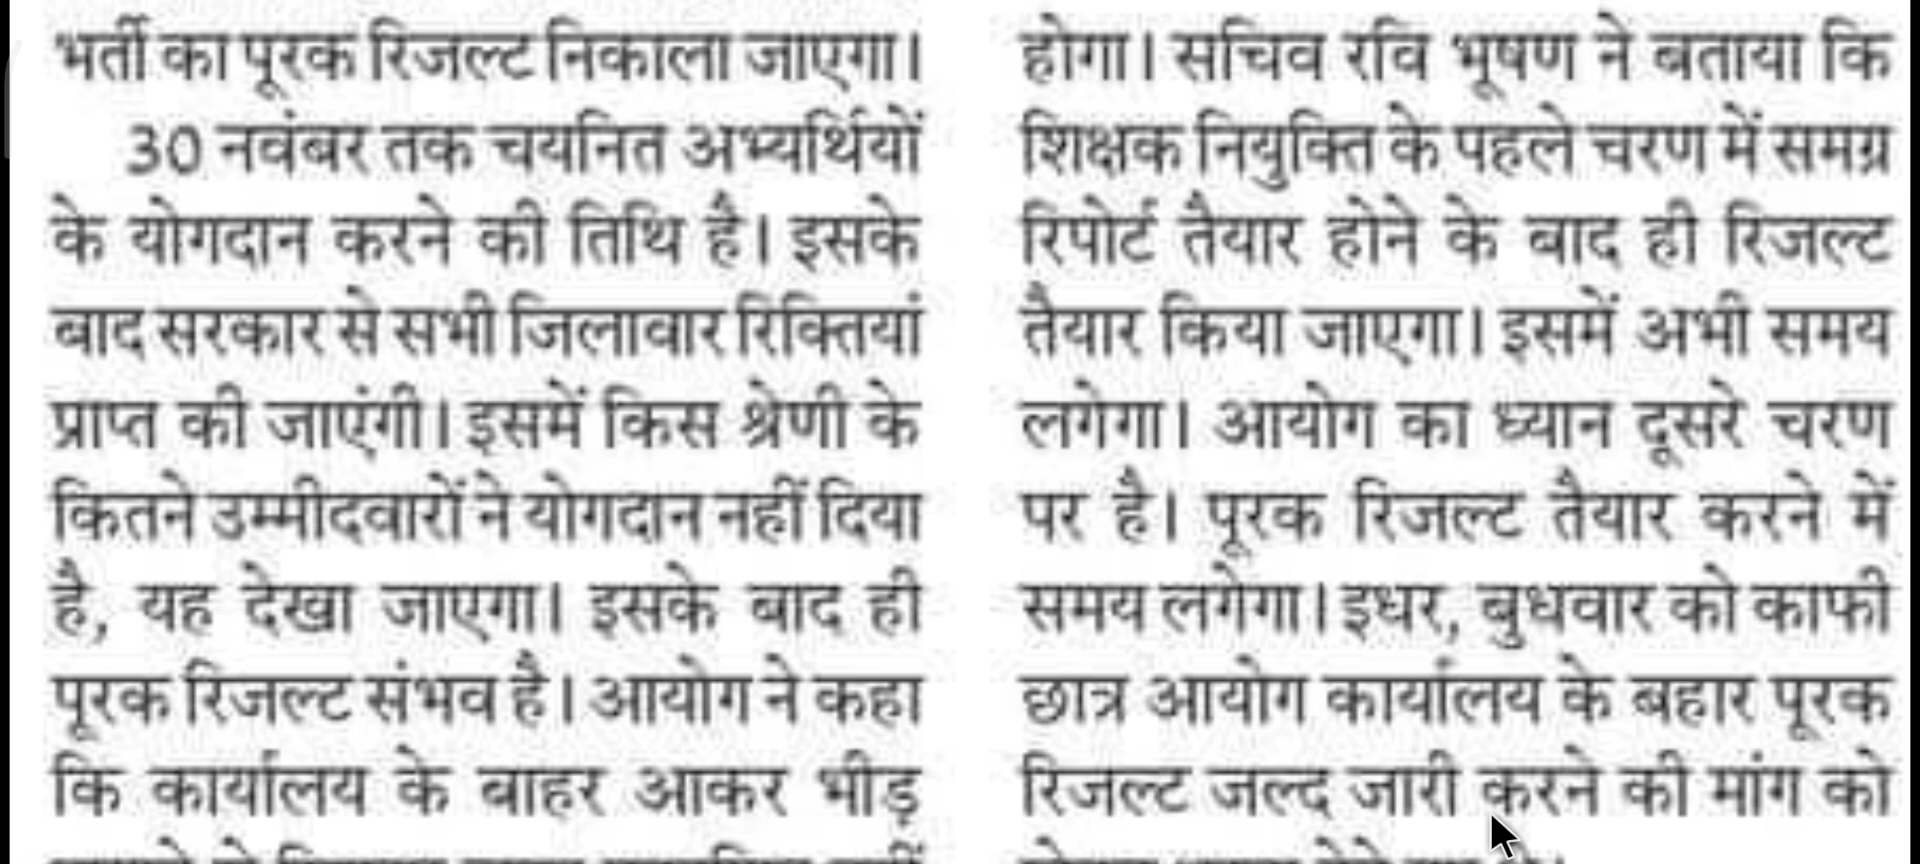 भर्ती का पूरक रिजल्ट निकाला जाएगा।
30 नवंबर तक चयनित अभ्यर्थियों
के योगदान करने की तिथि है। इसके
बाद सरकार से सभी जिलावार रिक्तियां
प्राप्त की जाएंगी। इसमें किस श्रेणी के
कितने उम्मीदवारों ने योगदान नहीं दिया
है, यह देखा जाएगा। इसके बाद ही
पूरक रिजल्ट संभव है। आयोग ने कहा
कि कार्यालय के बाहर आकर भीड़
होगा। सचिव रवि भूषण ने बताया कि
शिक्षक नियुक्ति के पहले चरण में समग्र
रिपोर्ट तैयार होने के बाद ही रिजल्ट
तैयार किया जाएगा। इसमें अभी समय
लगेगा। आयोग का ध्यान दूसरे चरण
पर है। पूरक रिजल्ट तैयार करने में
समय लगेगा। इधर, बुधवार को काफी
छात्र आयोग कार्यालय के बहार पूरक
रिजल्ट जल्द जारी करने की मांग को